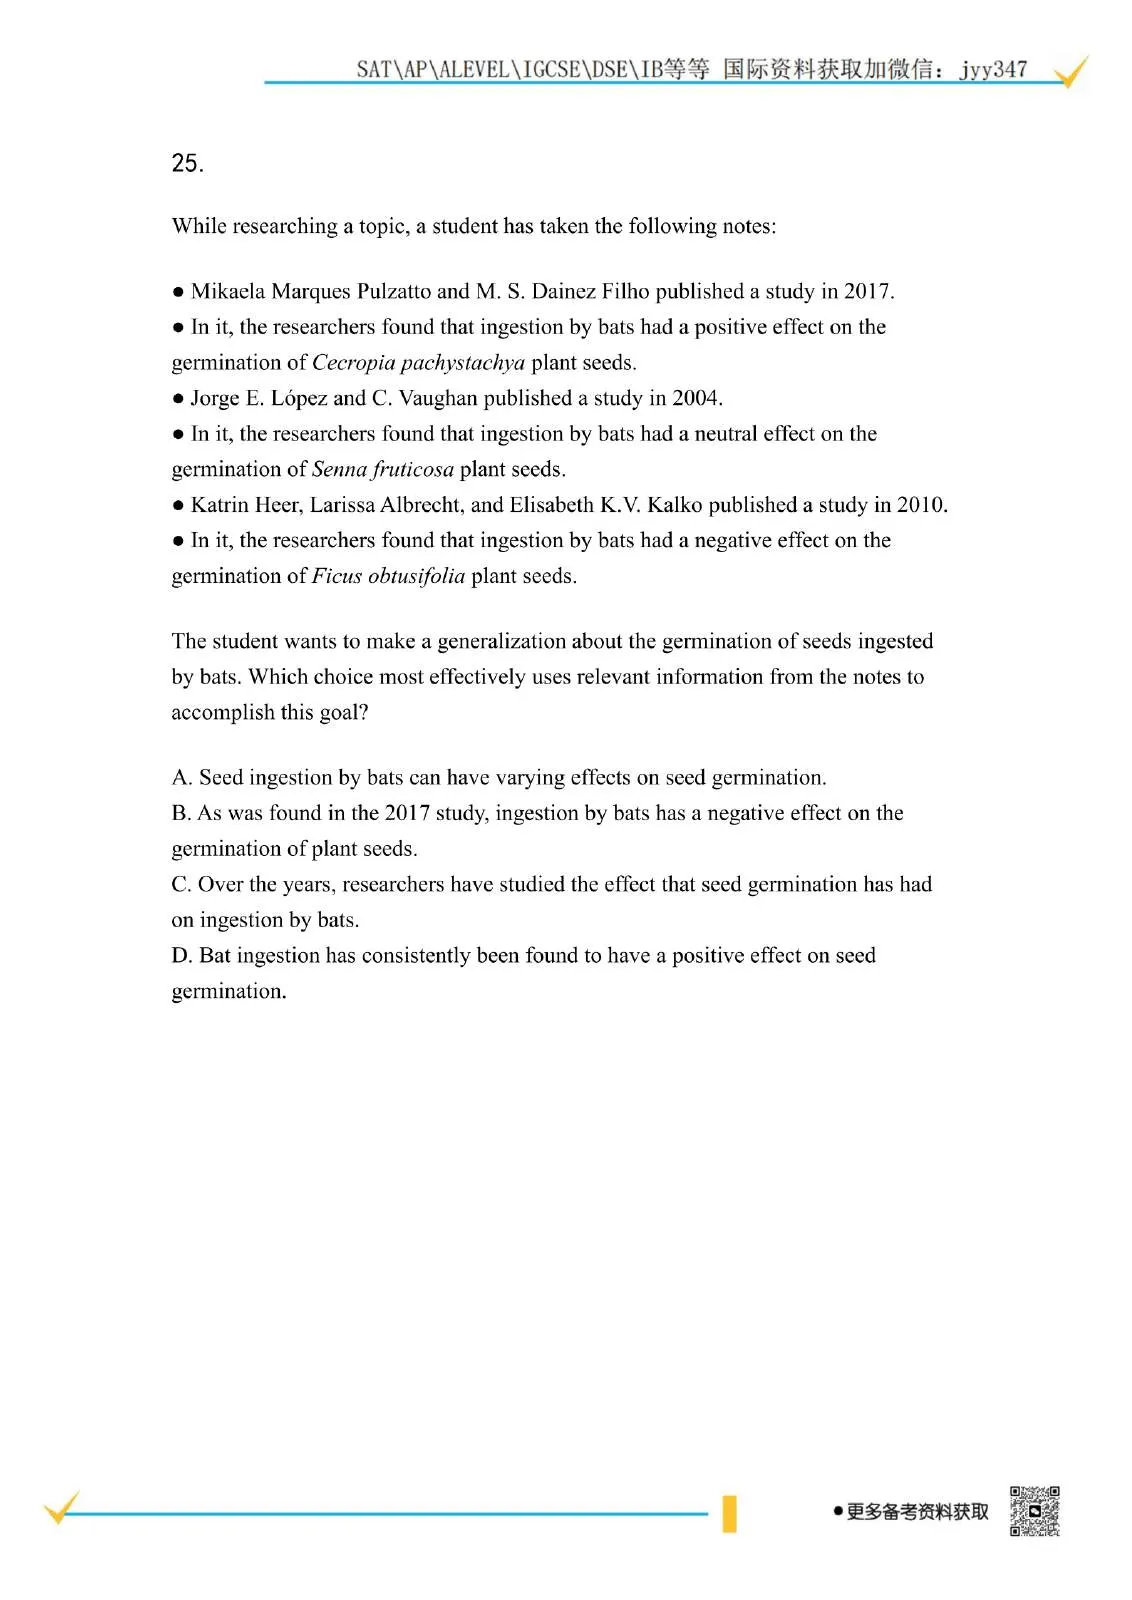 SAT\AP\ALEVEL\IGCSE\DSE\IB等等 国际资料获取加微信：jyy347
25.
While researching a topic, a student has taken the following notes:
● Mikaela Marques Pulzatto and M. S. Dainez Filho published a study in 2017.
● In it, the researchers found that ingestion by bats had a positive effect on the
germination of Cecropia pachystachya plant seeds.
● Jorge E. López and C. Vaughan published a study in 2004.
● In it, the researchers found that ingestion by bats had a neutral effect on the
germination of Senna fruticosa plant seeds.
● Katrin Heer, Larissa Albrecht, and Elisabeth K.V. Kalko published a study in 2010.
● In it, the researchers found that ingestion by bats had a negative effect on the
germination of Ficus obtusifolia plant seeds.
The student wants to make a generalization about the germination of seeds ingested
by bats. Which choice most effectively uses relevant information from the notes to
accomplish this goal?
A. Seed ingestion by bats can have varying effects on seed germination.
B. As was found in the 2017 study, ingestion by bats has a negative effect on the
germination of plant seeds.
C. Over the years, researchers have studied the effect that seed germination has had
on ingestion by bats.
D. Bat ingestion has consistently been found to have a positive effect on seed
germination.
●更多备考资料获取